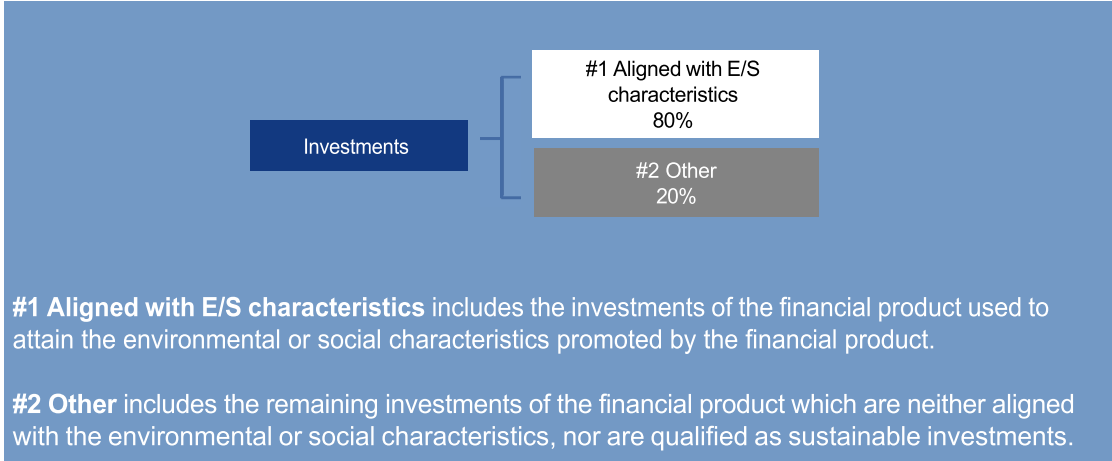 #1 Aligned with E/S
characteristics
80%
Investments
#2 Other
20%
#1 Aligned with E/S characteristics includes the investments of the financial product used to
attain the environmental or social characteristics promoted by the financial product.
#2 Other includes the remaining investments of the financial product which are neither aligned
with the environmental or social characteristics, nor are qualified as sustainable investments.